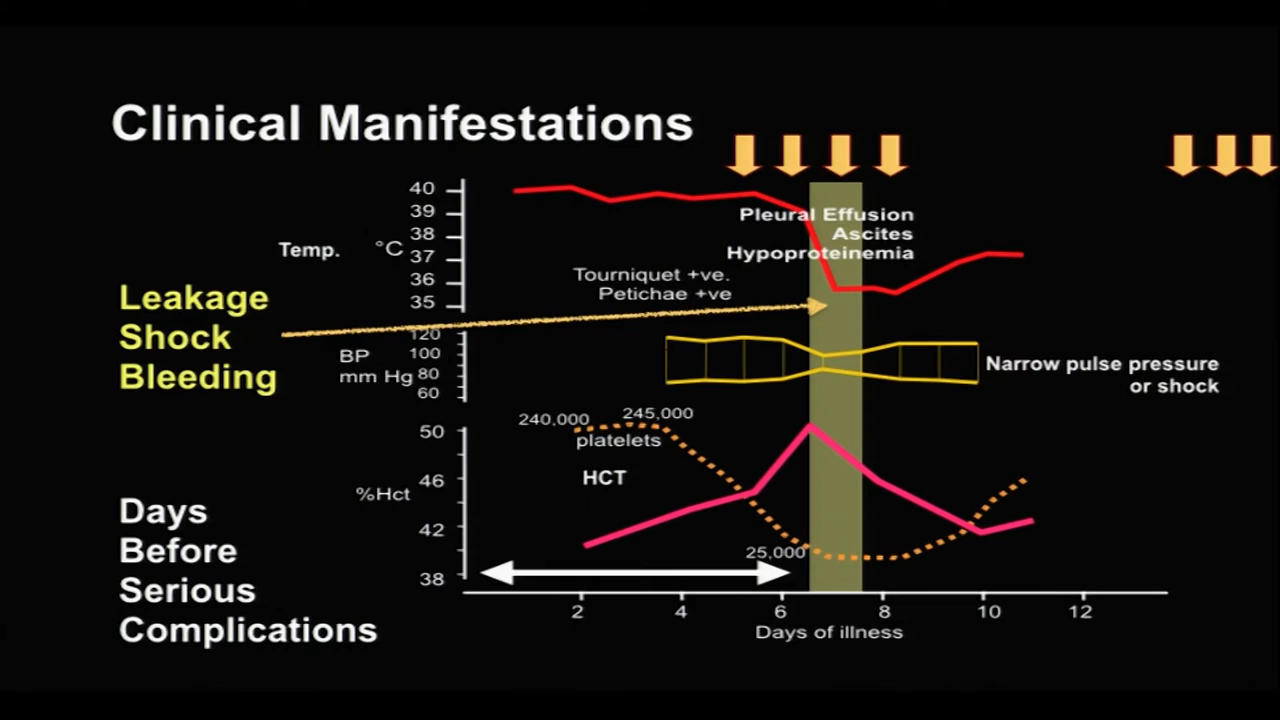 Clinical Manifestations
40
39
38
37
36
35
Temp. °C
Pleural Effusion
Ascites
Hypoproteinemia
Tourniquet +ve.
Petichae +ve
Leakage
Shock
Bleeding
120
100
80
60
BP
mm Hg
Narrow pulse pressure
or shock
240,000
245,000
platelets
HCT
50
46
42
38
%Hct
25,000
Days
Before
Serious
Complications
2 4 6 8 10 12
Days of illness